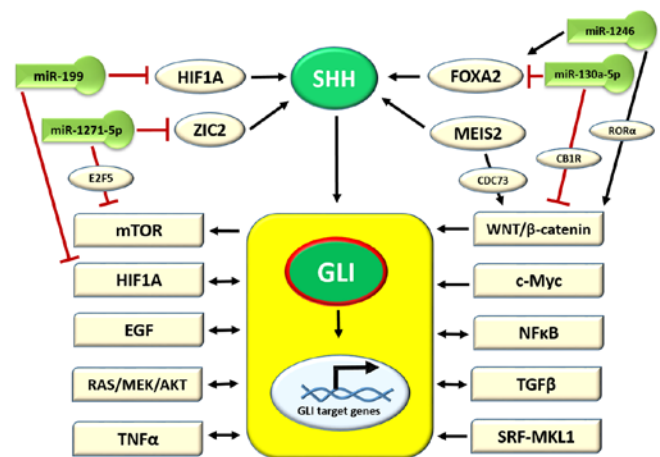 miR-1246
miR-199
HIF1A
SHH
FOXA2
miR-130a-5p
miR-1271-5p
ZIC2
MEIS2
RORα
CB1R
E2F5
CDC73
mTOR
WNT/β-catenin
GLI
HIF1A
c-Myc
EGF
NFκB
RAS/MEK/AKT
TGFβ
GLI target genes
TNFα
SRF-MKL1